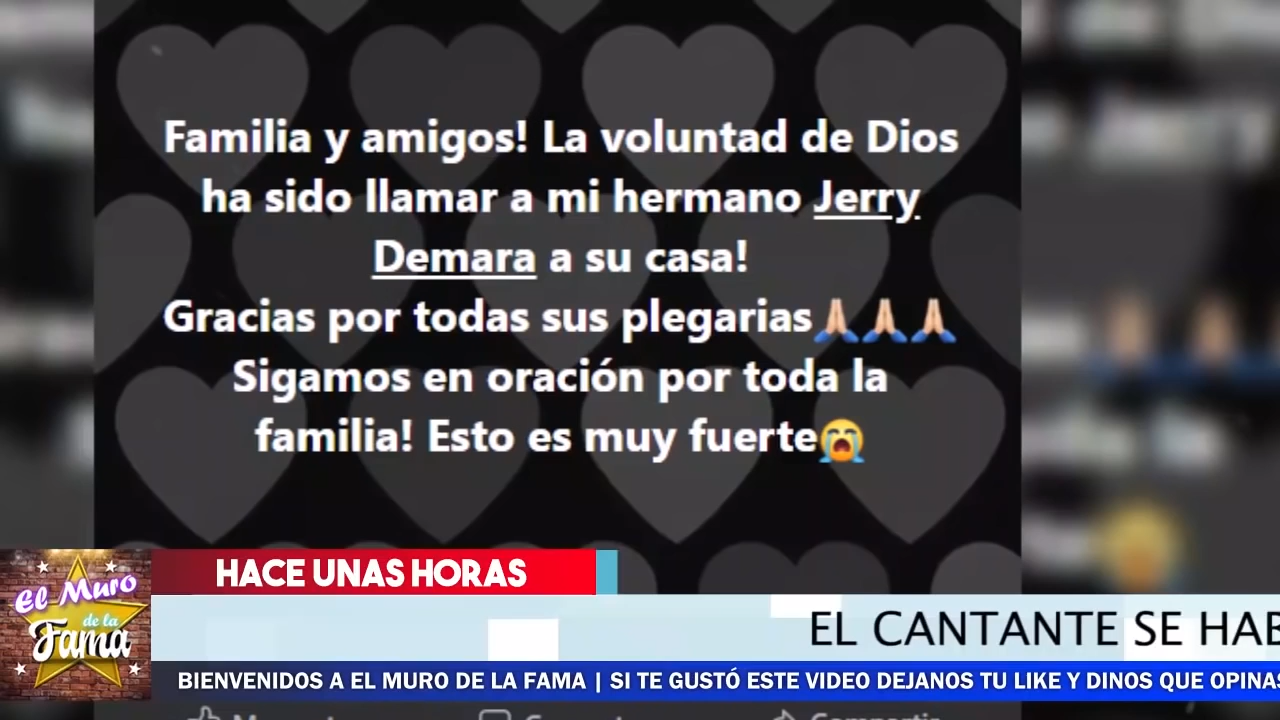 Familia y amigos! La voluntad de Dios
ha sido llamar a mi hermano Jerry
Demara a su casa!
Gracias por todas sus plegarias🙏🏻🙏🏻🙏🏻
Sigamos en oración por toda la
familia! Esto es muy fuerte😭
El Muro
de la
Fama
HACE UNAS HORAS
EL CANTANTE SE HAB
BIENVENIDOS A EL MURO DE LA FAMA | SI TE GUSTÓ ESTE VIDEO DEJANOS TU LIKE Y DINOS QUE OPINAS